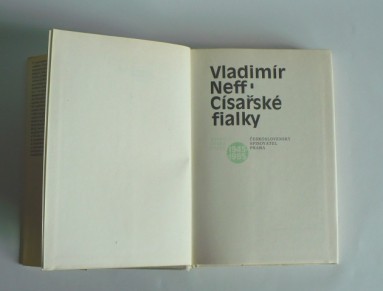 Vladimír
Neff•
Císařské
fialky
ČESKOSLOVENSKÝ
SPISOVATEL
PRAHA